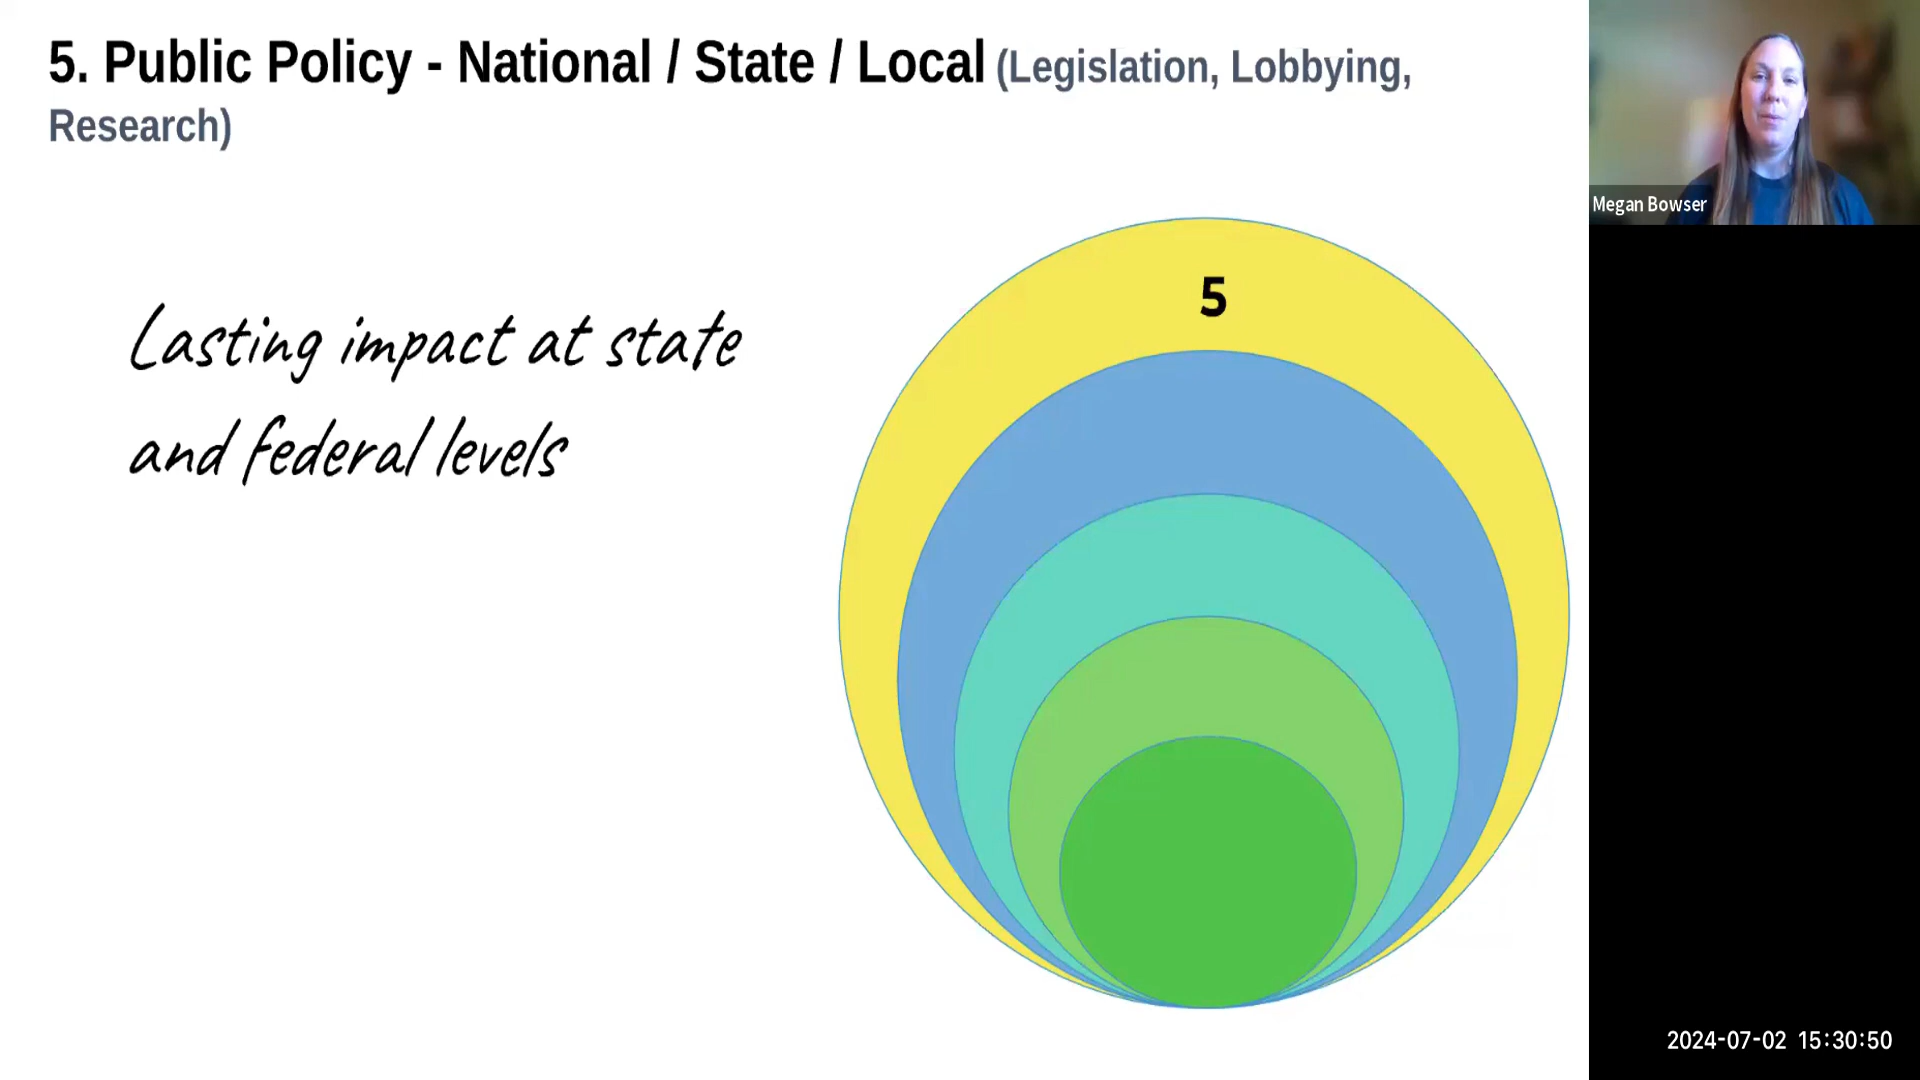 5. Public Policy - National / State / Local (Legislation, Lobbying,
Research)
Lasting impact at state
and federal levels
5
Megan Bowser
2024-07-02 15:30:50